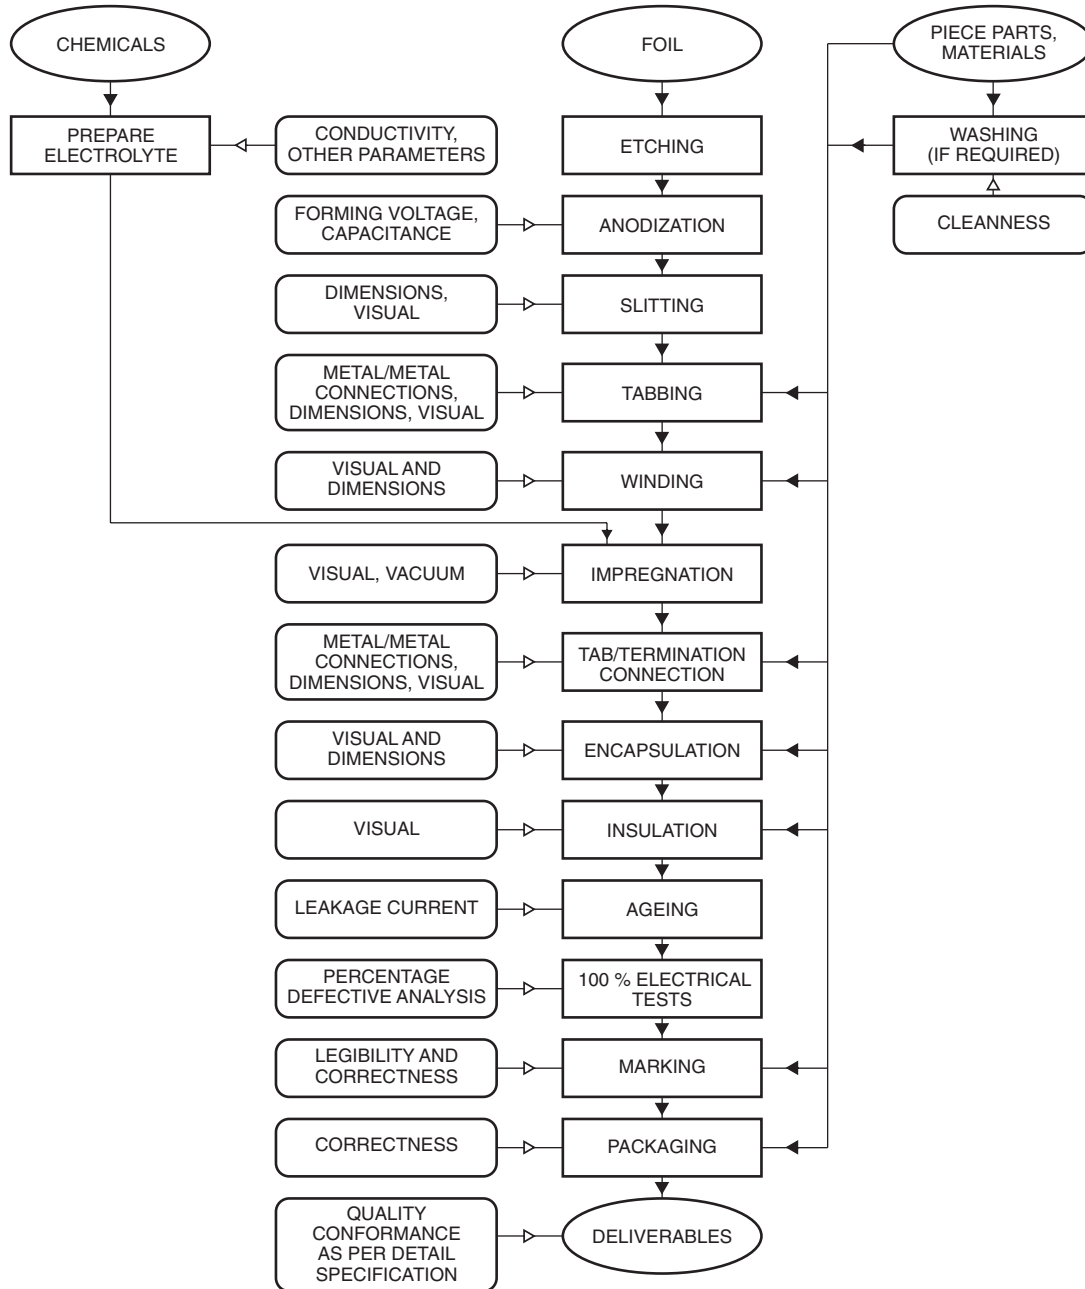 CHEMICALS
FOIL
PIECE PARTS,
MATERIALS
PREPARE
ELECTROLYTE
CONDUCTIVITY,
OTHER PARAMETERS
ETCHING
WASHING
(IF REQUIRED)
FORMING VOLTAGE,
CAPACITANCE
ANODIZATION
CLEANNESS
DIMENSIONS,
VISUAL
SLITTING
METAL/METAL
CONNECTIONS,
DIMENSIONS, VISUAL
TABBING
VISUAL AND
DIMENSIONS
WINDING
VISUAL, VACUUM
IMPREGNATION
METAL/METAL
CONNECTIONS,
DIMENSIONS, VISUAL
TAB/TERMINATION
CONNECTION
VISUAL AND
DIMENSIONS
ENCAPSULATION
VISUAL
INSULATION
LEAKAGE CURRENT
AGEING
PERCENTAGE
DEFECTIVE ANALYSIS
100 % ELECTRICAL
TESTS
LEGIBILITY AND
CORRECTNESS
MARKING
CORRECTNESS
PACKAGING
QUALITY
CONFORMANCE
AS PER DETAIL
SPECIFICATION
DELIVERABLES